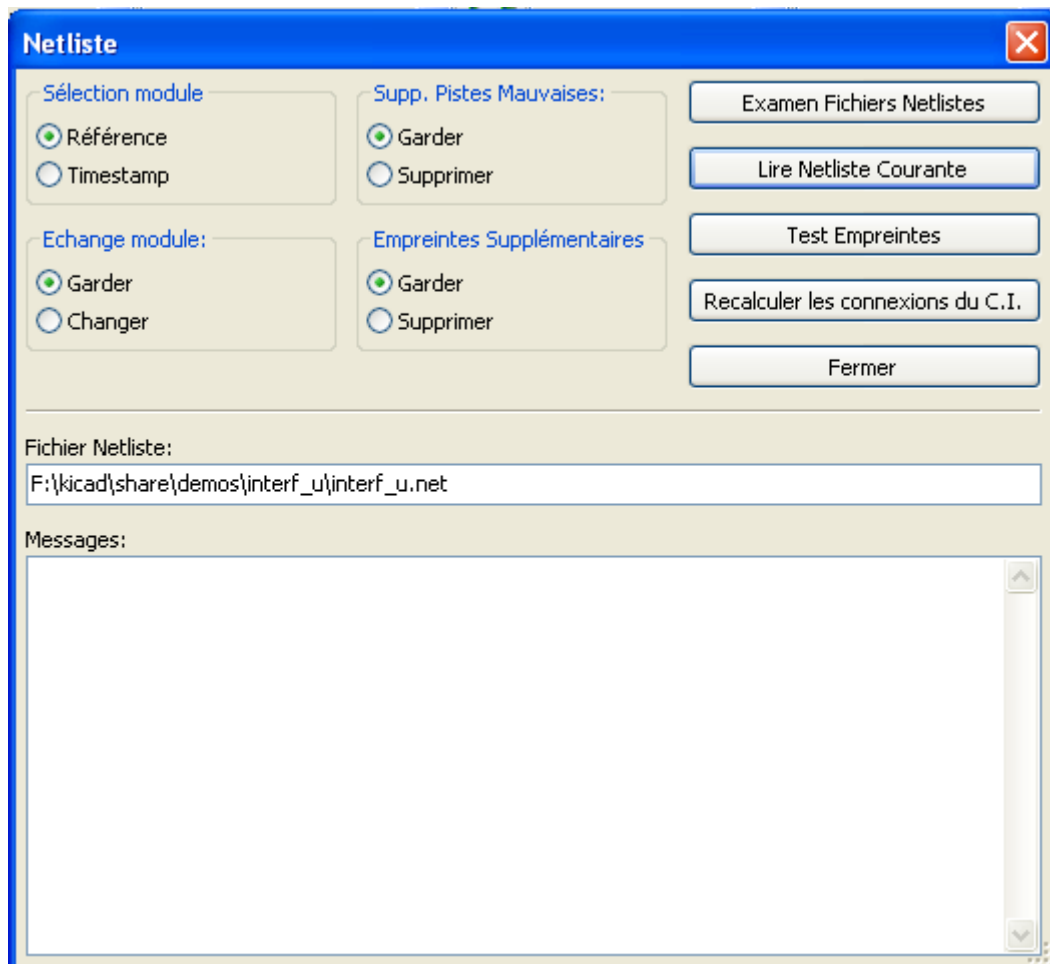 Netliste
Sélection module
Référence
Timestamp
Supp. Pistes Mauvaises:
Garder
Supprimer
Echange module:
Garder
Changer
Empreintes Supplémentaires
Garder
Supprimer
Examen Fichiers Netlistes
Lire Netliste Courante
Test Empreintes
Recalculer les connexions du C.I.
Fermer
Fichier Netliste:
F:\kicad\share\demos\interf_u\interf_u.net
Messages: